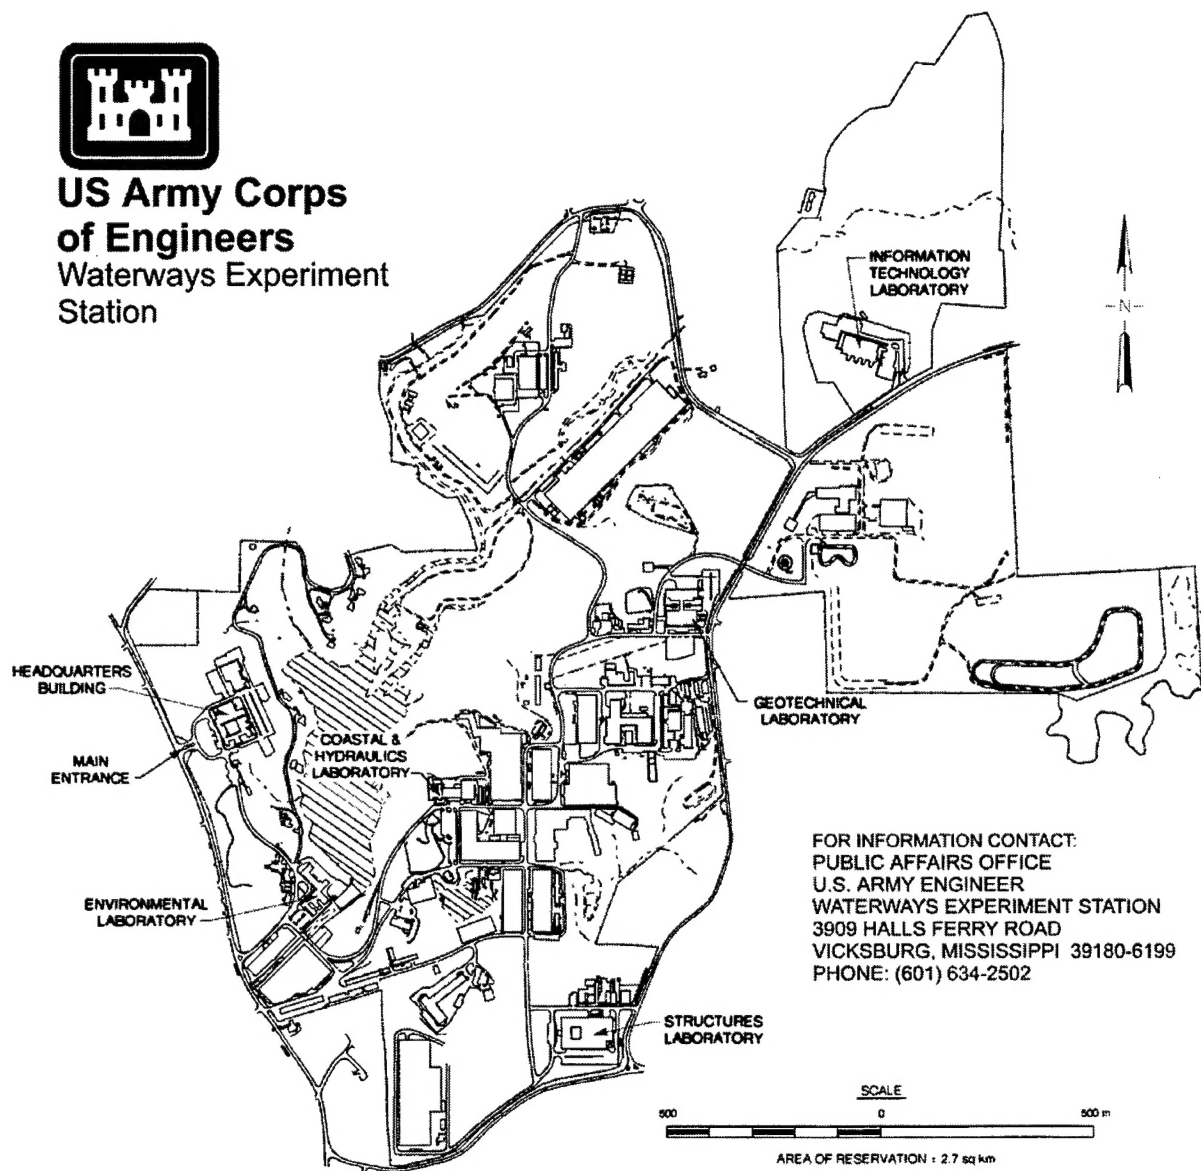 US Army Corps
of Engineers
Waterways Experiment
Station
INFORMATION
TECHNOLOGY
LABORATORY
N
HEADQUARTERS
BUILDING
MAIN
ENTRANCE
COASTAL &
HYDRAULICS
LABORATORY
GEOTECHNICAL
LABORATORY
ENVIRONMENTAL
LABORATORY
STRUCTURES
LABORATORY
FOR INFORMATION CONTACT:
PUBLIC AFFAIRS OFFICE
U.S. ARMY ENGINEER
WATERWAYS EXPERIMENT STATION
3909 HALLS FERRY ROAD
VICKSBURG, MISSISSIPPI 39180-6199
PHONE: (601) 634-2502
SCALE
500 0 500 m
AREA OF RESERVATION : 2.7 sq km